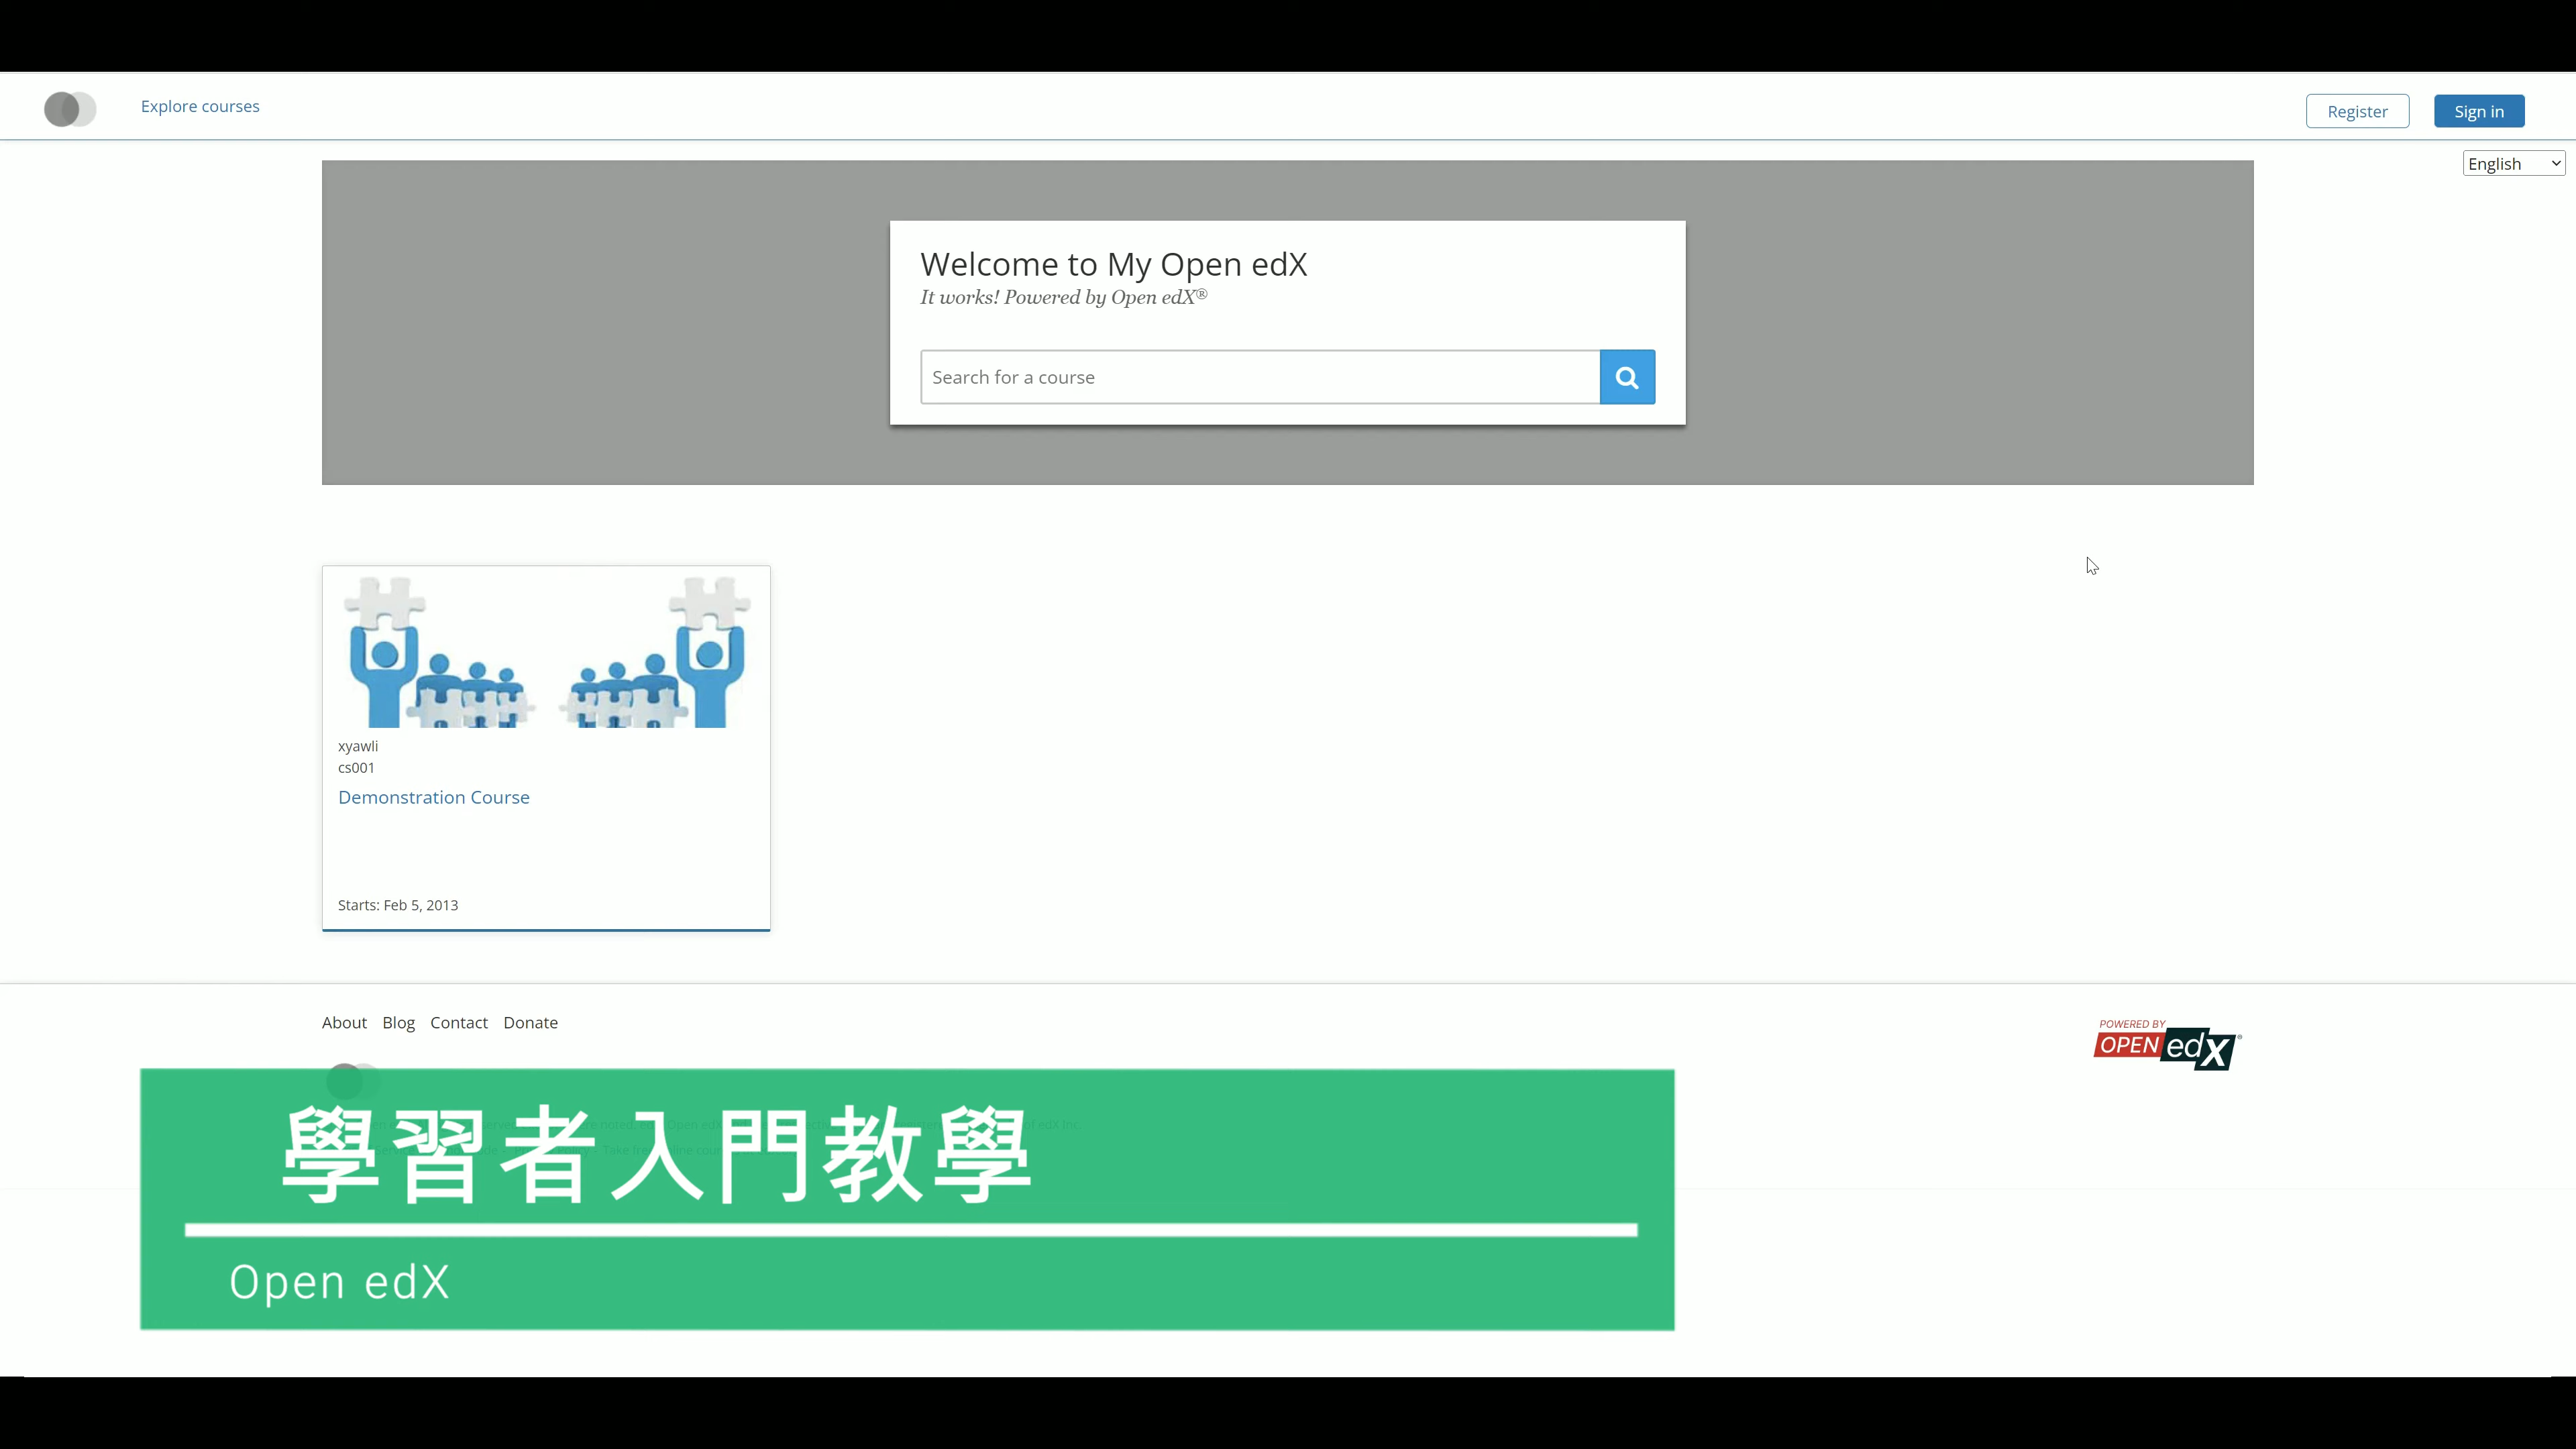 Explore courses
Register
Sign in
English
Welcome to My Open edX
It works! Powered by Open edX®
Search for a course
xyawli
cs001
Demonstration Course
Starts: Feb 5, 2013
About Blog Contact Donate
POWERED BY
OPEN edX®
學習者入門教學
Open edX